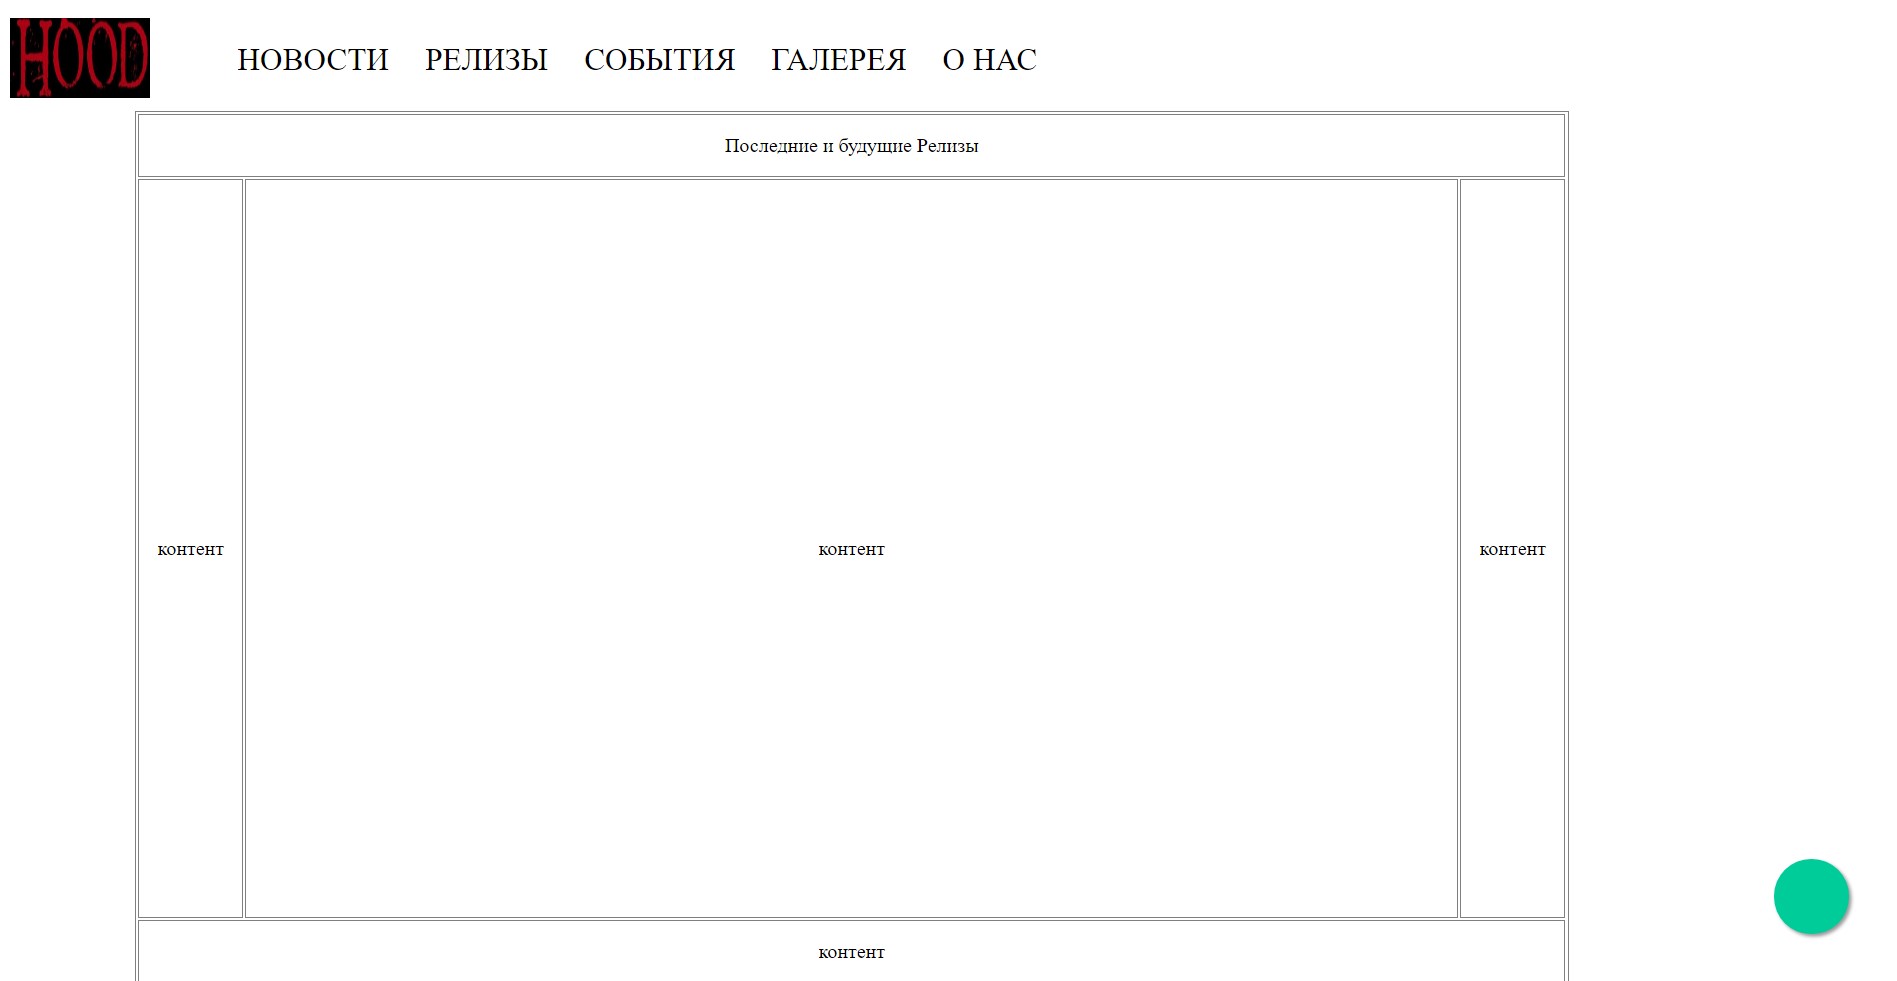 HOOD
НОВОСТИ РЕЛИЗЫ СОБЫТИЯ ГАЛЕРЕЯ О НАС
Последние и будущие Релизы
контент контент контент
контент